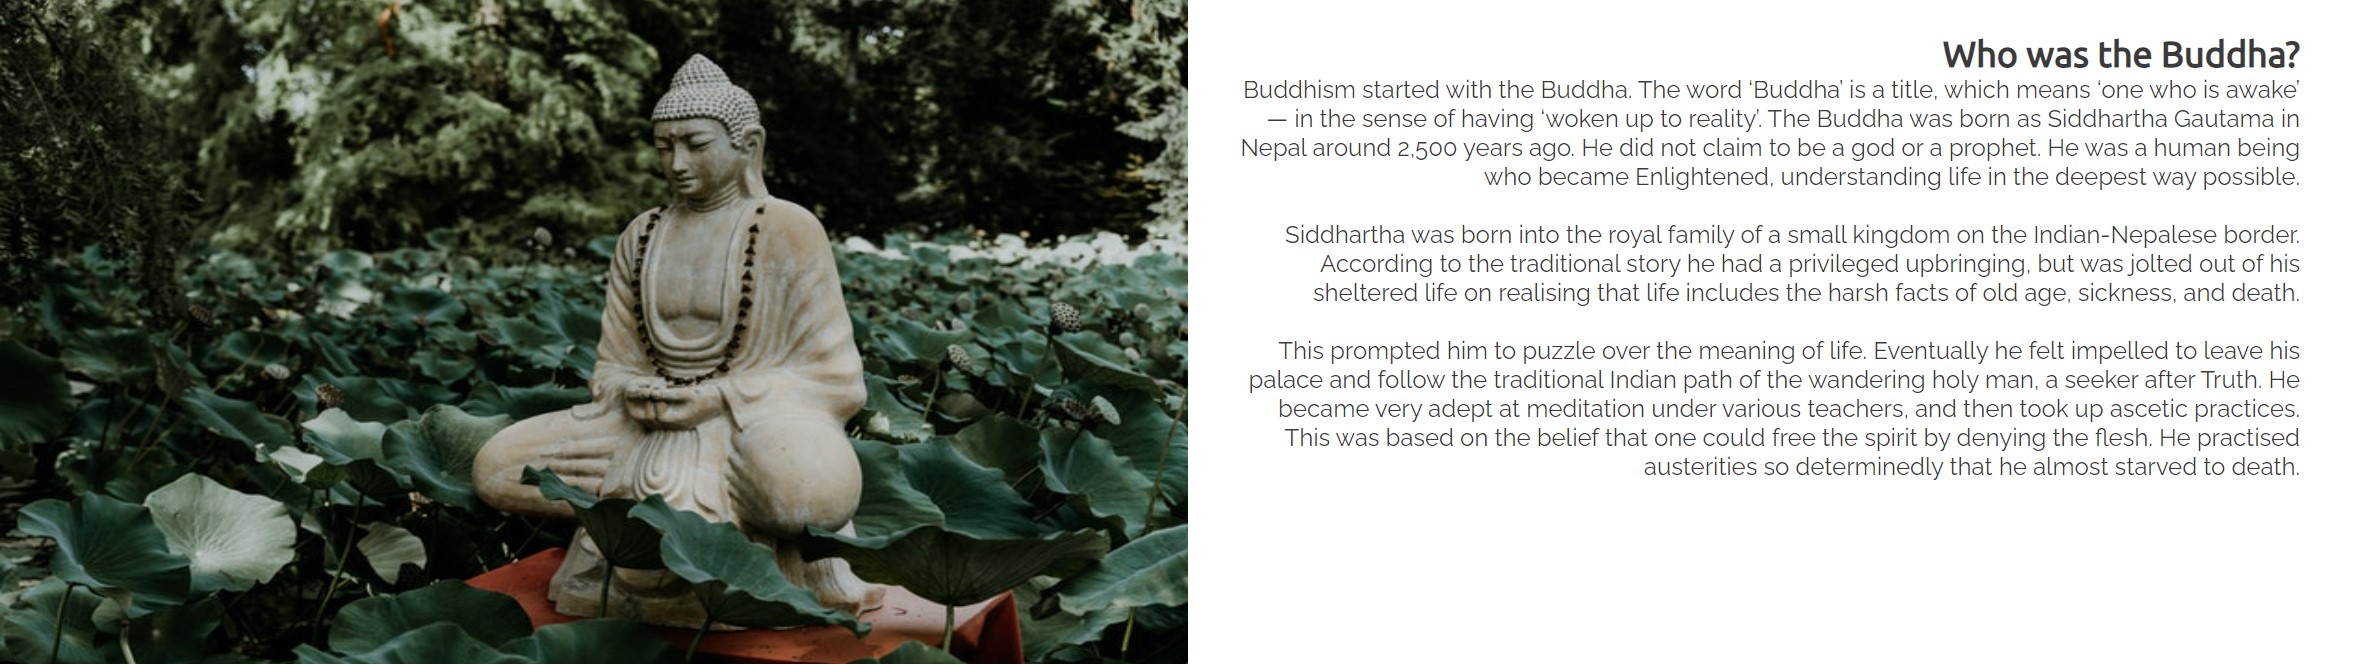 Who was the Buddha?
Buddhism started with the Buddha. The word ‘Buddha’ is a title, which means ‘one who is awake’
— in the sense of having ‘woken up to reality’. The Buddha was born as Siddhartha Gautama in
Nepal around 2,500 years ago. He did not claim to be a god or a prophet. He was a human being
who became Enlightened, understanding life in the deepest way possible.
Siddhartha was born into the royal family of a small kingdom on the Indian-Nepalese border.
According to the traditional story he had a privileged upbringing, but was jolted out of his
sheltered life on realising that life includes the harsh facts of old age, sickness, and death.
This prompted him to puzzle over the meaning of life. Eventually he felt impelled to leave his
palace and follow the traditional Indian path of the wandering holy man, a seeker after Truth. He
became very adept at meditation under various teachers, and then took up ascetic practices.
This was based on the belief that one could free the spirit by denying the flesh. He practised
austerities so determinedly that he almost starved to death.